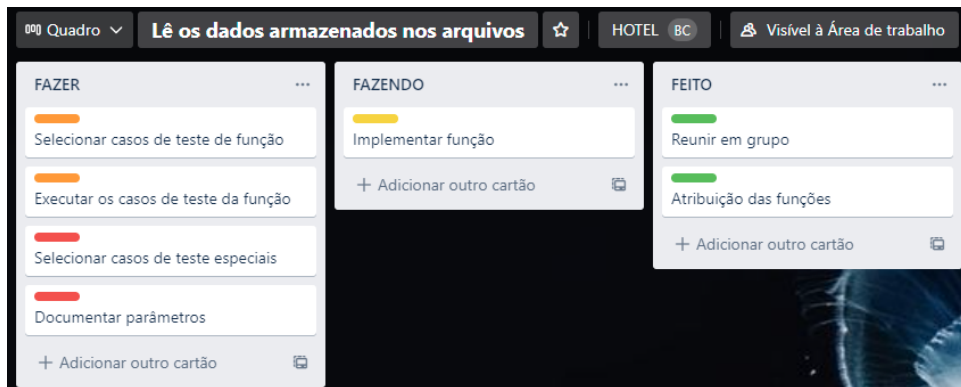 Quadro
Lê os dados armazenados nos arquivos
HOTEL BC
Visível à Área de trabalho
FAZER
Selecionar casos de teste de função
Executar os casos de teste da função
Selecionar casos de teste especiais
Documentar parâmetros
+ Adicionar outro cartão
FAZENDO
Implementar função
+ Adicionar outro cartão
FEITO
Reunir em grupo
Atribuição das funções
+ Adicionar outro cartão